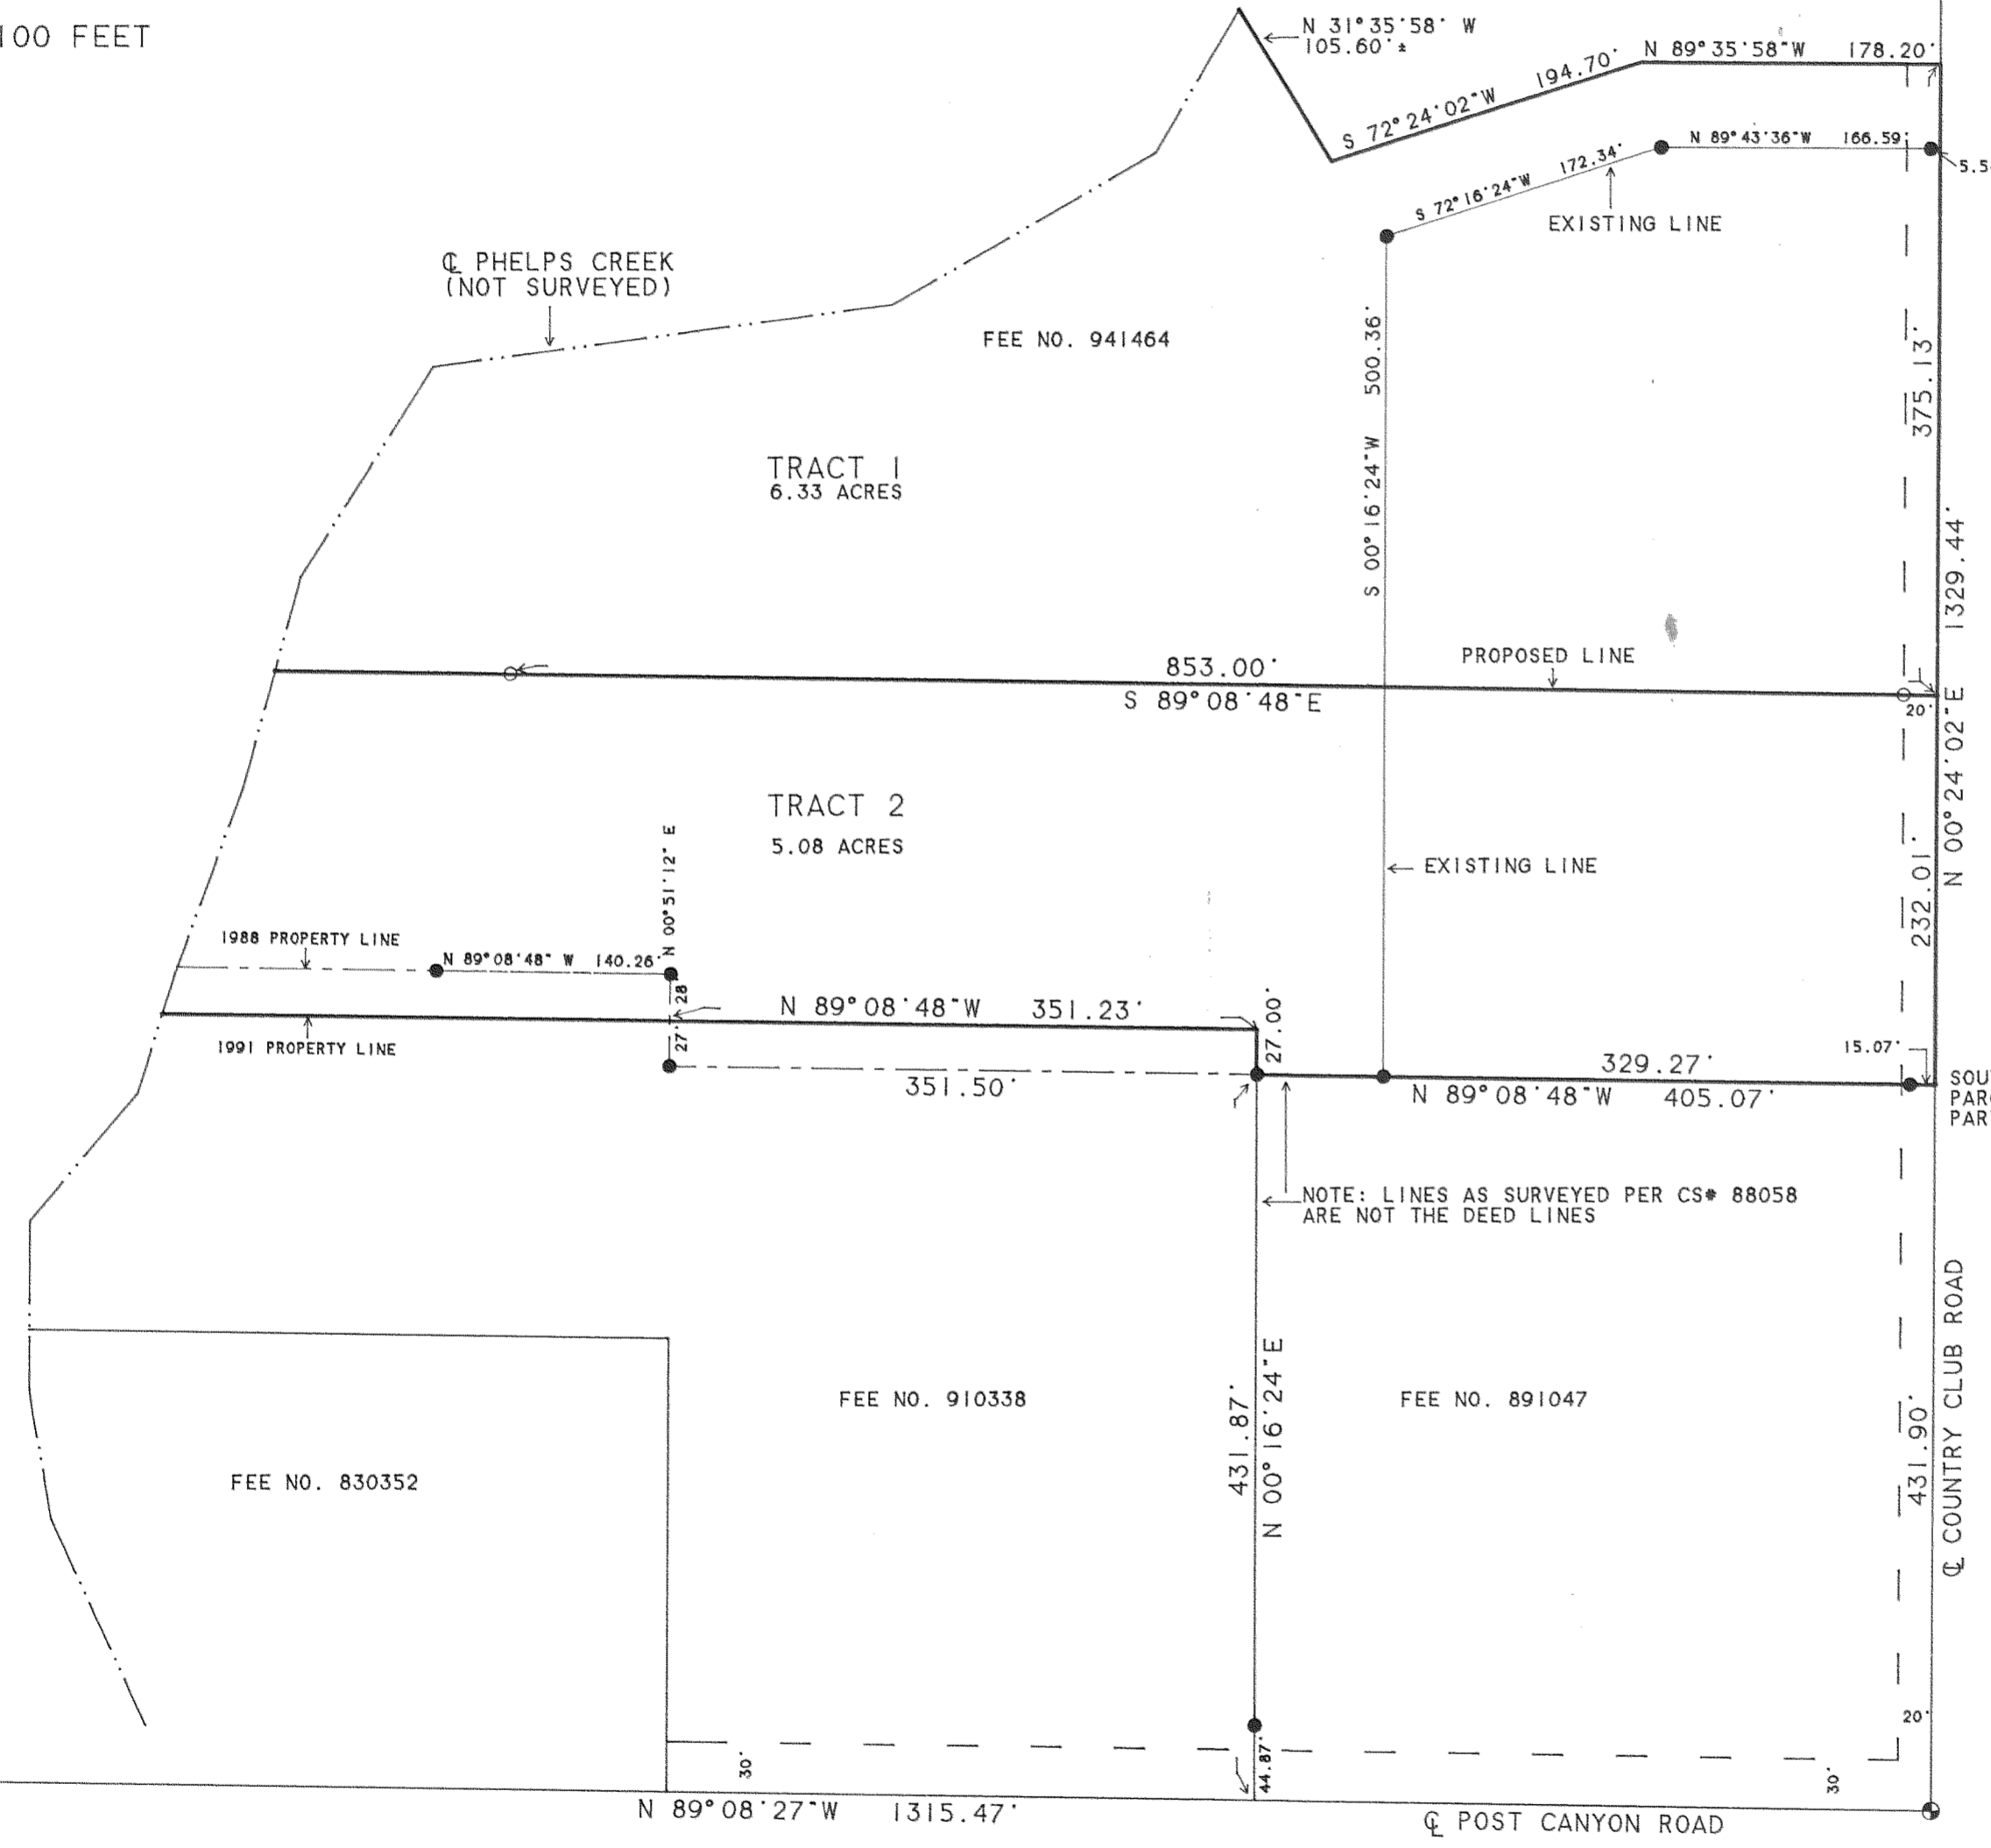 100 FEET
N 31°35'58' W
105.60'±
N 89°35'58"W 178.20'
S 72°24'02"W 194.70'
N 89°43'36"W 166.59'
S 72°16'24"W 172.34'
EXISTING LINE
℄ PHELPS CREEK
(NOT SURVEYED)
FEE NO. 941464
S 00°16'24"W 500.36'
375.13'
TRACT 1
6.33 ACRES
N 00°24'02"E 1329.44'
PROPOSED LINE
853.00'
S 89°08'48"E
20'
TRACT 2
5.08 ACRES
N 00°51'12" E
EXISTING LINE
232.01'
1988 PROPERTY LINE
N 89°08'48" W 140.26'
28'
N 89°08'48"W 351.23'
27.00'
27'
1991 PROPERTY LINE
351.50'
329.27'
15.07'
N 89°08'48"W 405.07'
NOTE: LINES AS SURVEYED PER CS# 88058
ARE NOT THE DEED LINES
℄ COUNTRY CLUB ROAD
431.87'
N 00°16'24"E
431.90'
FEE NO. 910338
FEE NO. 891047
FEE NO. 830352
20'
30'
44.87'
30'
N 89°08'27"W 1315.47'
℄ POST CANYON ROAD